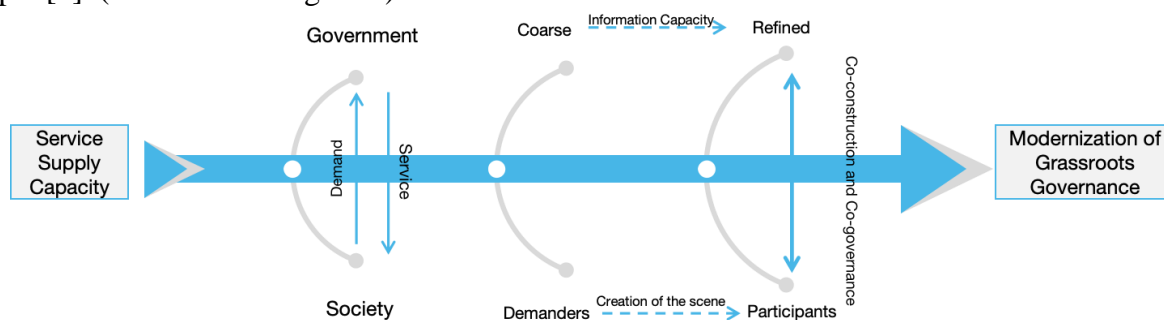 Government
Coarse
Information Capacity
Refined
Service
Supply
Capacity
Demand
Service
Co-construction and Co-governance
Modernization of
Grassroots
Governance
Society
Demanders
Creation of the scene
Participants